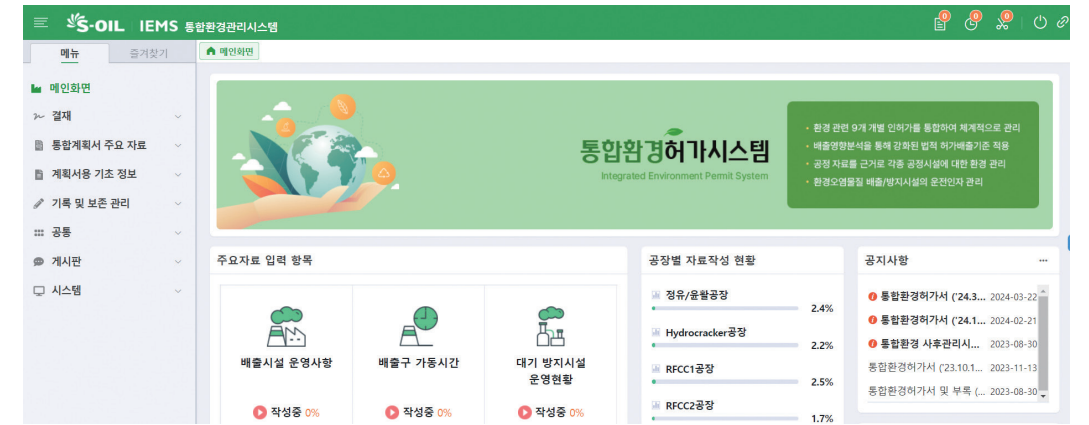 S-OIL IEMS 통합환경관리시스템
0 0 0
메뉴 즐겨찾기
메인화면
메인화면
결재
통합계획서 주요 자료
계획서용 기초 정보
기록 및 보존 관리
공통
게시판
시스템
통합환경허가시스템
Integrated Environment Permit System
• 환경 관련 9개 개별 인허가를 통합하여 체계적으로 관리
• 배출영향분석을 통해 강화된 법적 허가배출기준 적용
• 공정 자료를 근거로 각종 공정시설에 대한 환경 관리
• 환경오염물질 배출/방지시설의 운전인자 관리
주요자료 입력 항목
배출시설 운영사항
작성중 0%
배출구 가동시간
작성중 0%
대기 방지시설
운영현황
작성중 0%
공장별 자료작성 현황
정유/윤활공장
2.4%
Hydrocracker공장
2.2%
RFCC1공장
2.5%
RFCC2공장
1.7%
공지사항 ...
통합환경허가서 ('24.3... 2024-03-22
통합환경허가서 ('24.1... 2024-02-21
통합환경 사후관리시... 2023-08-30
통합환경허가서 ('23.10.1... 2023-11-13
통합환경허가서 및 부록 (... 2023-08-30